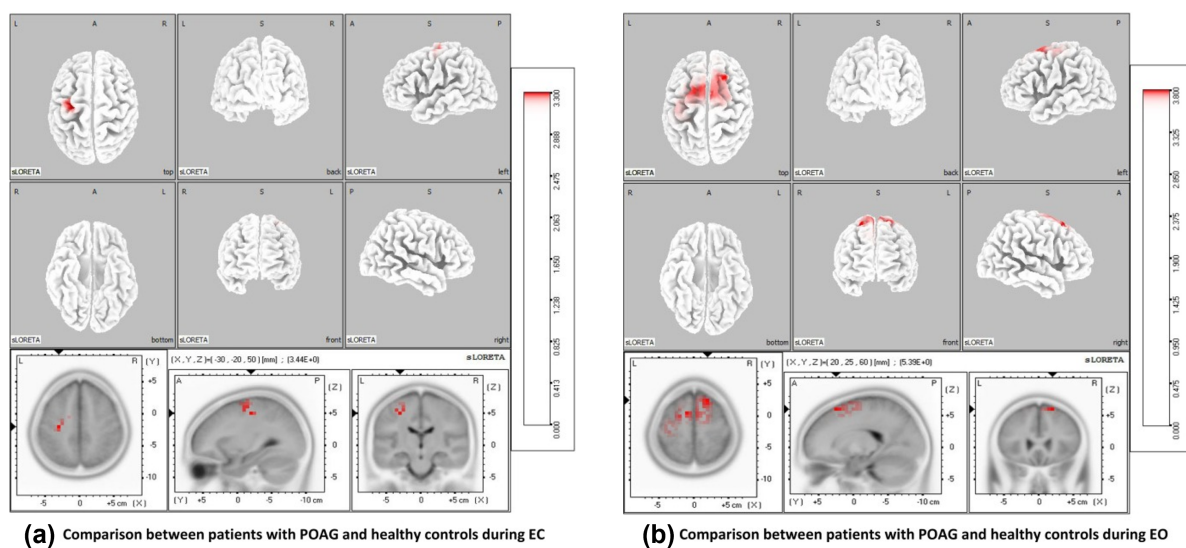 L A R
sLORETA top
L S R
sLORETA back
A S P
sLORETA left
R A L
sLORETA bottom
R S L
sLORETA front
P S A
sLORETA right
3.300
2.888
2.475
2.063
1.650
1.238
0.825
0.413
0.000
(X,Y,Z)=(-30,-20,50)[mm] ; (3.44E+0) sLORETA
L R (Y)
+5
0
-5
-10
-5 0 +5 cm (X)
A P (Z)
+5
0
-5
(Y) +5 0 -5 -10 cm
L R (Z)
+5
0
-5
-5 0 +5 cm (X)
(a) Comparison between patients with POAG and healthy controls during EC
L A R
sLORETA top
L S R
sLORETA back
A S P
sLORETA left
R A L
sLORETA bottom
R S L
sLORETA front
P S A
sLORETA right
3.800
3.325
2.850
2.375
1.900
1.425
0.950
0.475
0.000
(X,Y,Z)=(20,25,60)[mm] ; (5.39E+0) sLORETA
L R (Y)
+5
0
-5
-10
-5 0 +5 cm (X)
A P (Z)
+5
0
-5
(Y) +5 0 -5 -10 cm
L R (Z)
+5
0
-5
-5 0 +5 cm (X)
(b) Comparison between patients with POAG and healthy controls during EO